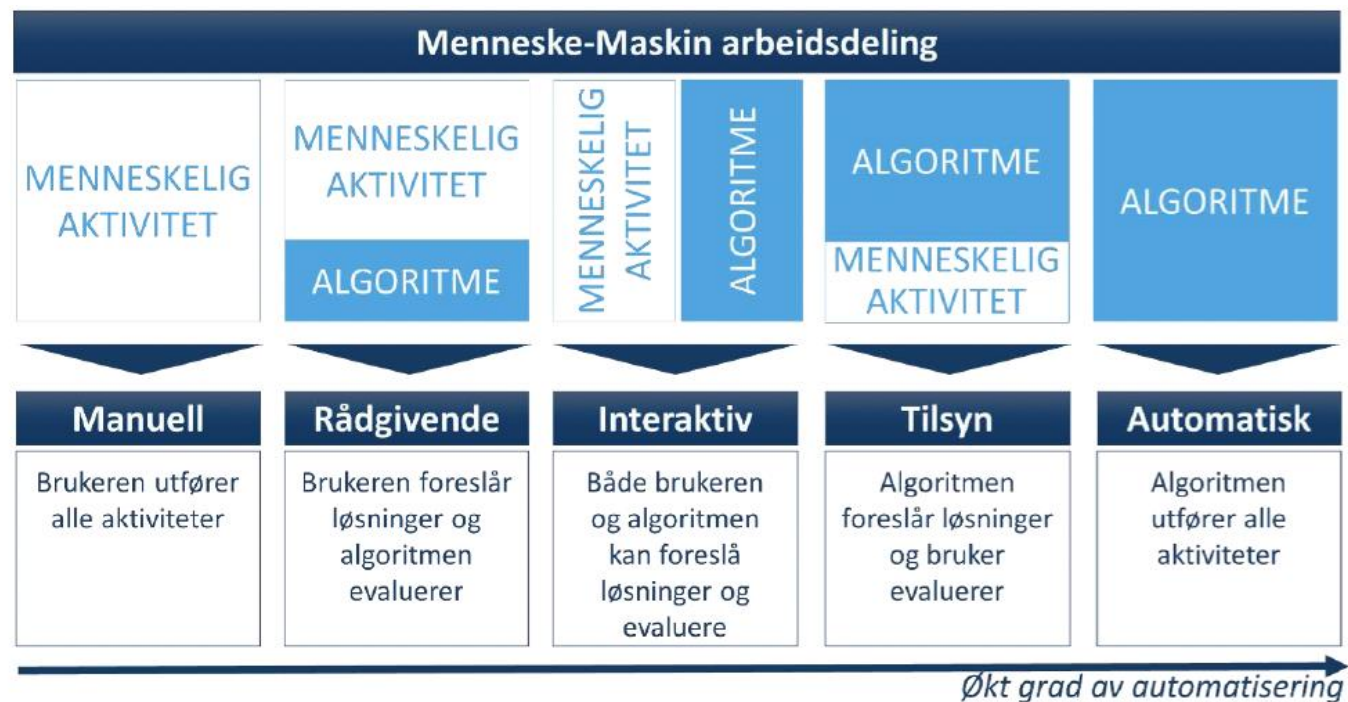 Menneske-Maskin arbeidsdeling
MENNESKELIG
AKTIVITET
MENNESKELIG
AKTIVITET
ALGORITME
MENNESKELIG
AKTIVITET
ALGORITME
ALGORITME
MENNESKELIG
AKTIVITET
ALGORITME
Manuell
Brukeren utfører
alle aktiviteter
Rådgivende
Brukeren foreslår
løsninger og
algoritmen
evaluerer
Interaktiv
Både brukeren
og algoritmen
kan foreslå
løsninger og
evaluere
Tilsyn
Algoritmen
foreslår løsninger
og bruker
evaluerer
Automatisk
Algoritmen
utfører alle
aktiviteter
Økt grad av automatisering